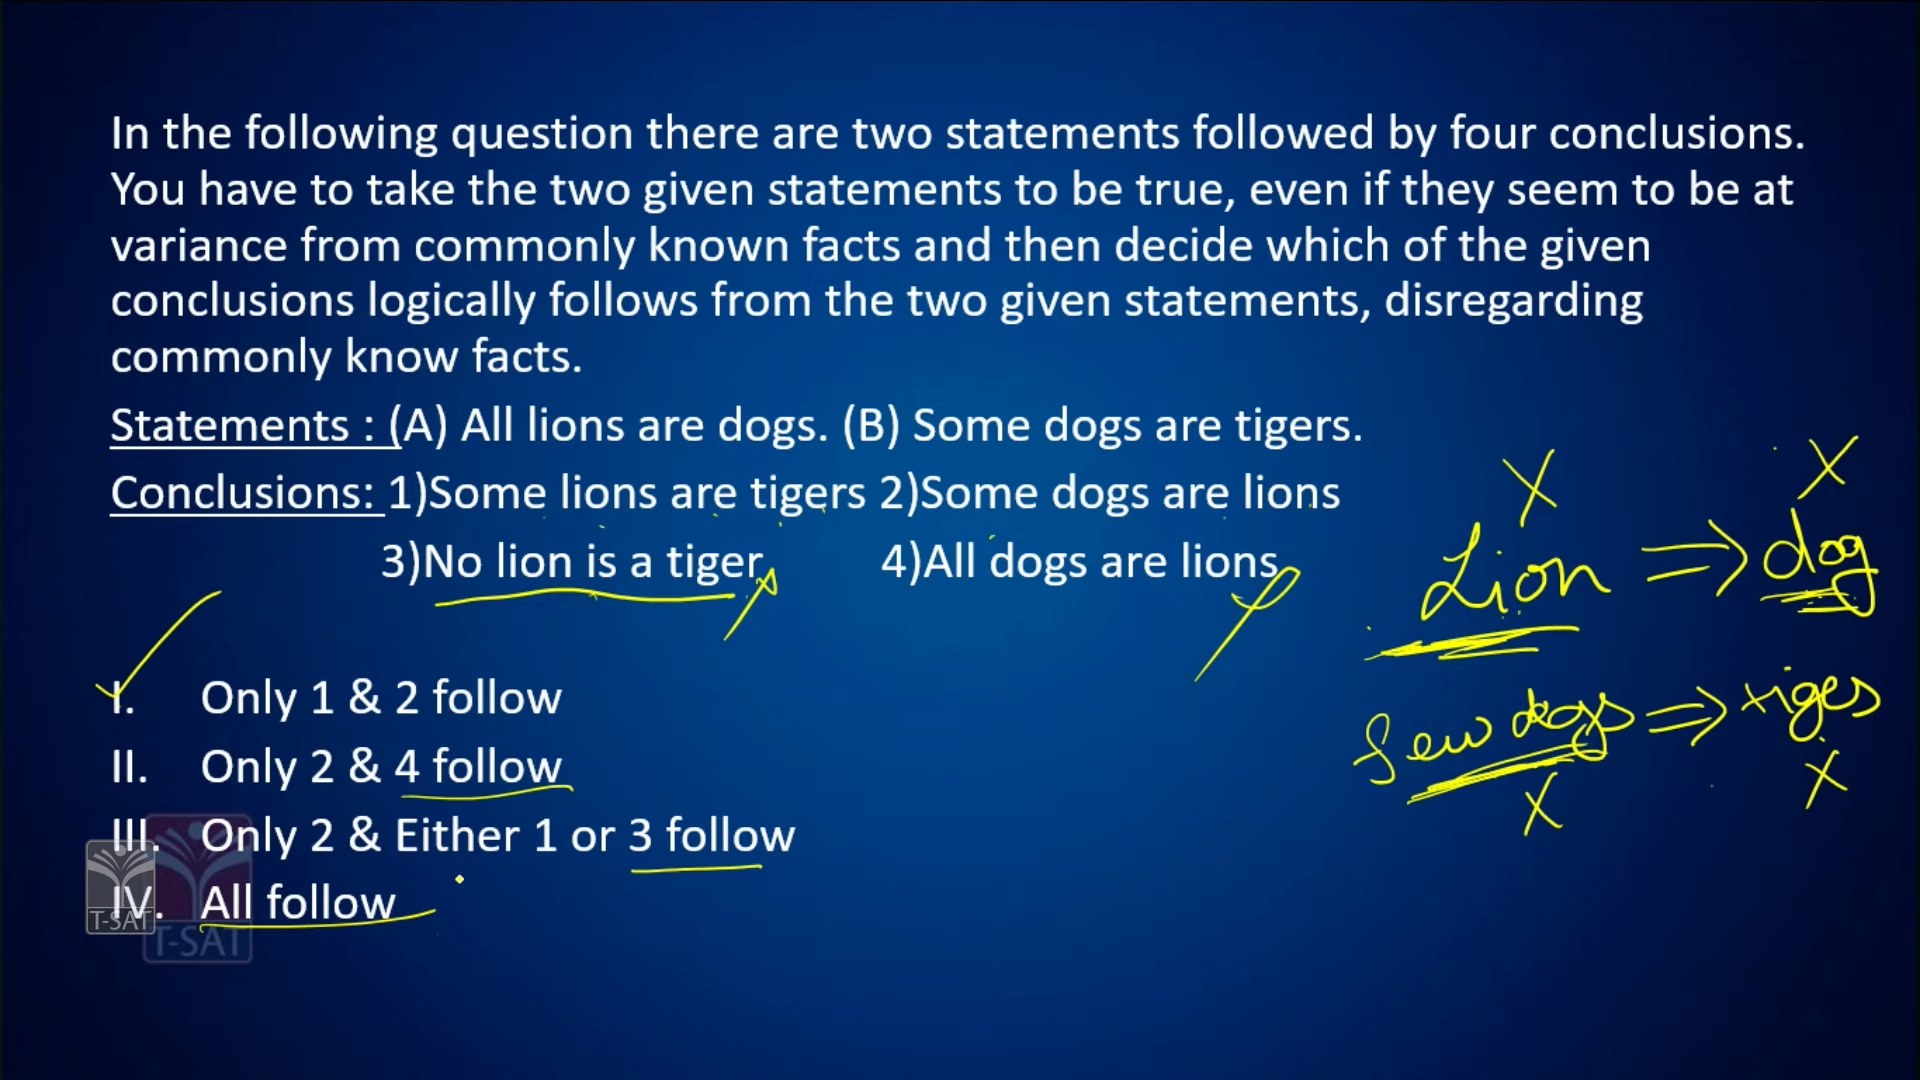 In the following question there are two statements followed by four conclusions.
You have to take the two given statements to be true, even if they seem to be at
variance from commonly known facts and then decide which of the given
conclusions logically follows from the two given statements, disregarding
commonly know facts.
Statements : (A) All lions are dogs. (B) Some dogs are tigers.
Conclusions: 1)Some lions are tigers 2)Some dogs are lions
3)No lion is a tiger 4)All dogs are lions
X X
Lion ⇒ dog
I. Only 1 & 2 follow
few dogs ⇒ tiges
II. Only 2 & 4 follow
X X
III. Only 2 & Either 1 or 3 follow
IV. All follow
T-SAT
T-SAT